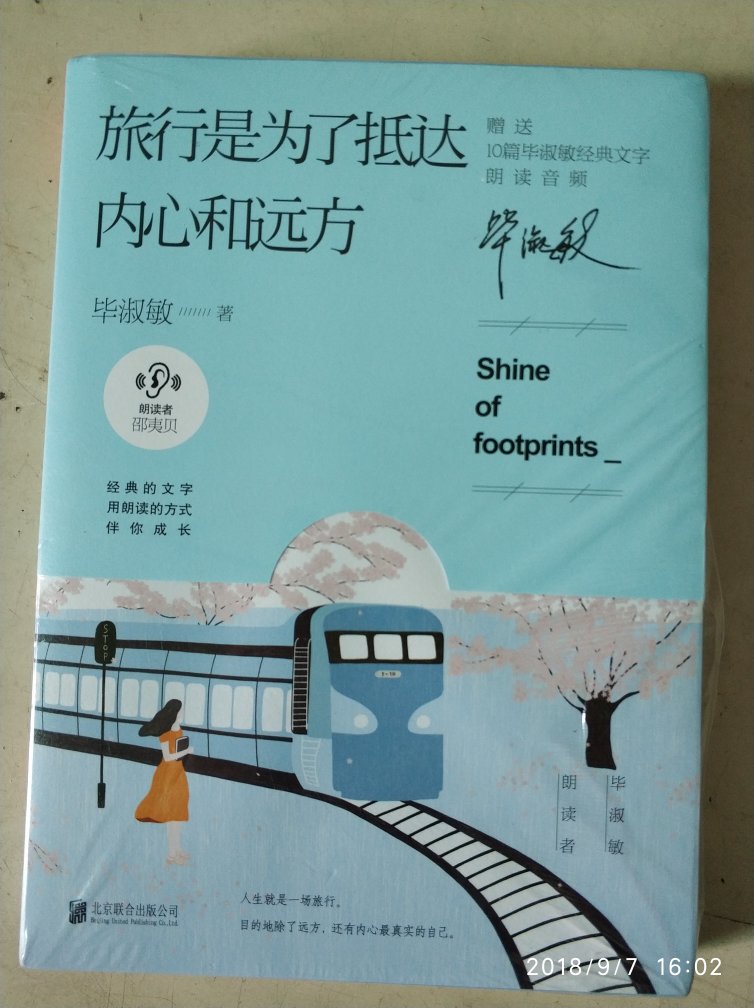 旅行是为了抵达
内心和远方
赠送
10篇毕淑敏经典文字
朗读音频
毕淑敏
毕淑敏 /////// 著
朗读者
邵夷贝
Shine
of
footprints _
经典的文字
用朗读的方式
伴你成长
STOP
毕淑敏
朗读者
人生就是一场旅行。
目的地除了远方，还有内心最真实的自己。
北京联合出版公司
Beijing United Publishing Co.,Ltd.
2018/9/7 16:02